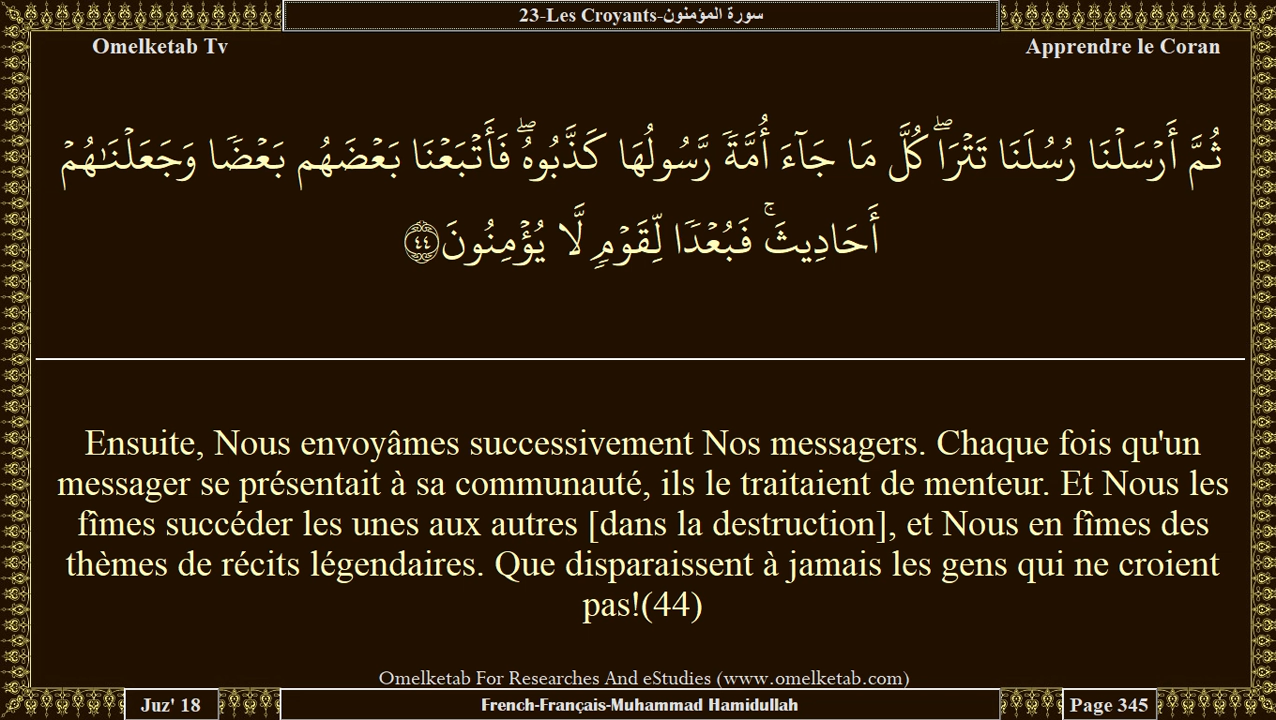 23-Les Croyants-سورة المؤمنون
Omelketab Tv
Apprendre le Coran
ثُمَّ أَرْسَلْنَا رُسُلَنَا تَتْرَاۖ كُلَّ مَا جَآءَ أُمَّةً رَّسُولُهَا كَذَّبُوهُۖ فَأَتْبَعْنَا بَعْضَهُم بَعْضًا وَجَعَلْنَـٰهُمْ
أَحَادِيثَۚ فَبُعْدًا لِّقَوْمٍ لَّا يُؤْمِنُونَ ٤٤
Ensuite, Nous envoyâmes successivement Nos messagers. Chaque fois qu'un
messager se présentait à sa communauté, ils le traitaient de menteur. Et Nous les
fîmes succéder les unes aux autres [dans la destruction], et Nous en fîmes des
thèmes de récits légendaires. Que disparaissent à jamais les gens qui ne croient
pas!(44)
Omelketab For Researches And eStudies (www.omelketab.com)
Juz' 18
French-Français-Muhammad Hamidullah
Page 345